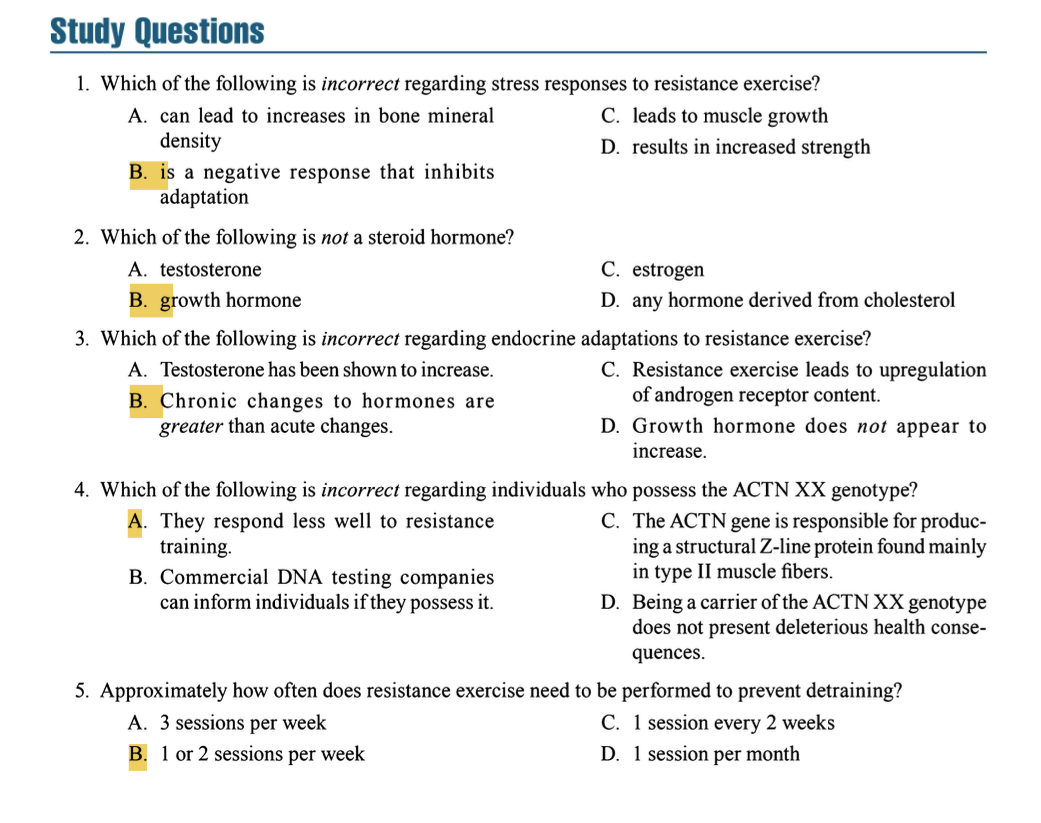 Study Questions
1. Which of the following is incorrect regarding stress responses to resistance exercise?
A. can lead to increases in bone mineral
density
B. is a negative response that inhibits
adaptation
C. leads to muscle growth
D. results in increased strength
2. Which of the following is not a steroid hormone?
A. testosterone
B. growth hormone
C. estrogen
D. any hormone derived from cholesterol
3. Which of the following is incorrect regarding endocrine adaptations to resistance exercise?
A. Testosterone has been shown to increase.
B. Chronic changes to hormones are
greater than acute changes.
C. Resistance exercise leads to upregulation
of androgen receptor content.
D. Growth hormone does not appear to
increase.
4. Which of the following is incorrect regarding individuals who possess the ACTN XX genotype?
A. They respond less well to resistance
training.
B. Commercial DNA testing companies
can inform individuals if they possess it.
C. The ACTN gene is responsible for produc-
ing a structural Z-line protein found mainly
in type II muscle fibers.
D. Being a carrier of the ACTN XX genotype
does not present deleterious health conse-
quences.
5. Approximately how often does resistance exercise need to be performed to prevent detraining?
A. 3 sessions per week
B. 1 or 2 sessions per week
C. 1 session every 2 weeks
D. 1 session per month